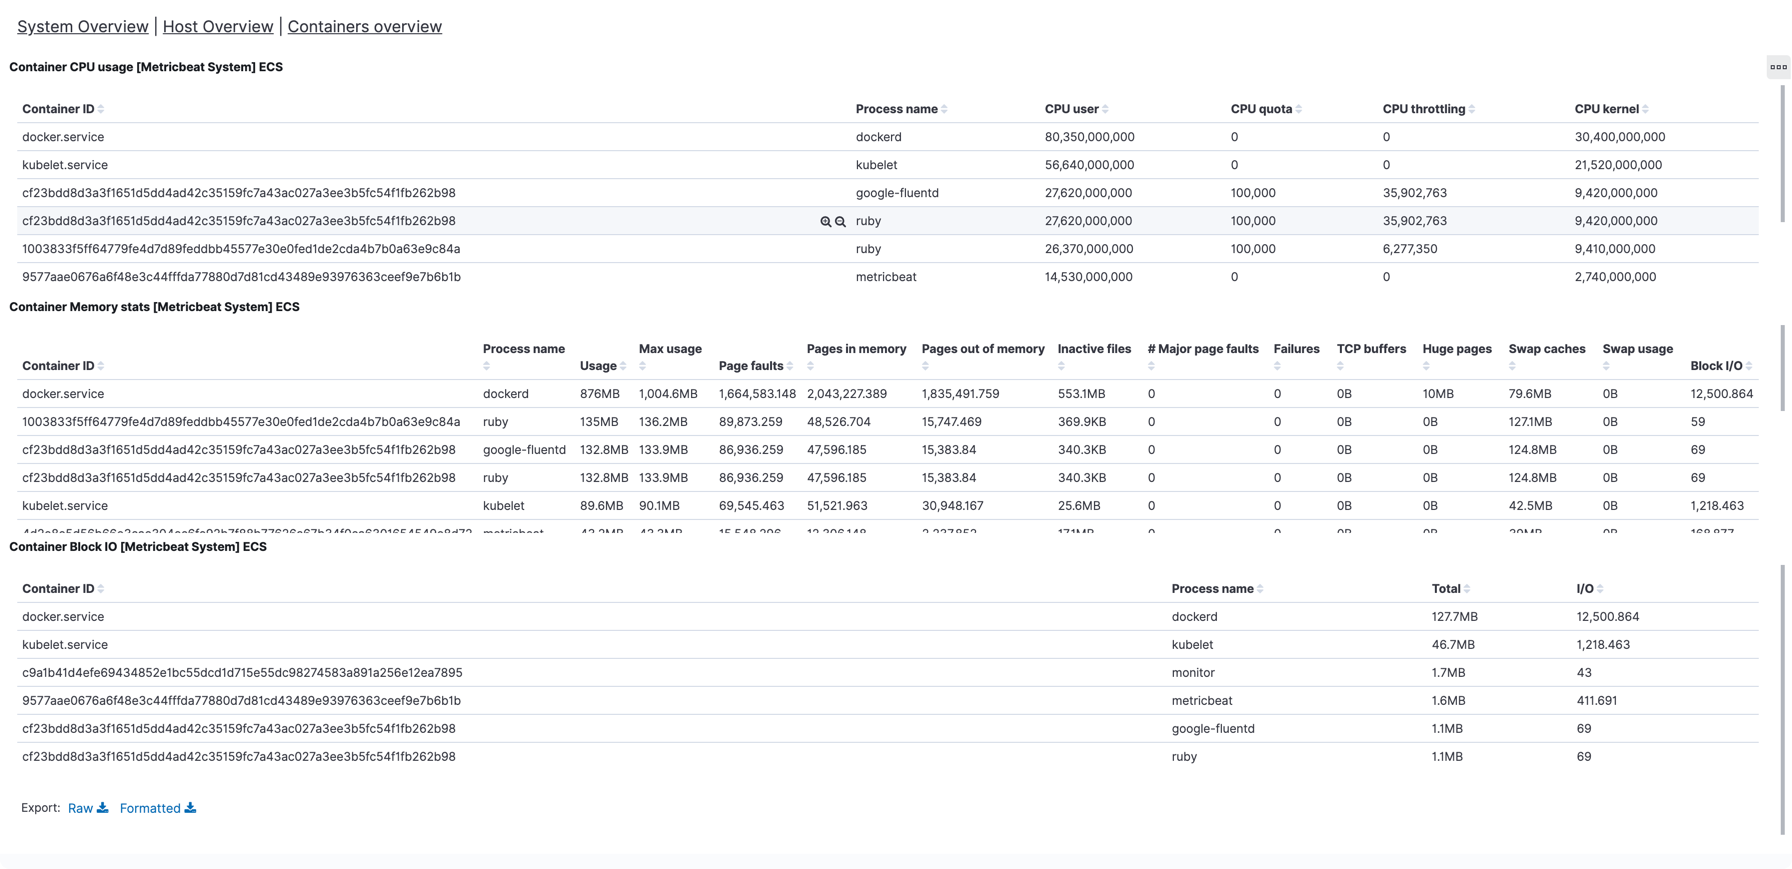 System Overview | Host Overview | Containers overview
Container CPU usage [Metricbeat System] ECS
Container ID Process name CPU user CPU quota CPU throttling CPU kernel
docker.service dockerd 80,350,000,000 0 0 30,400,000,000
kubelet.service kubelet 56,640,000,000 0 0 21,520,000,000
cf23bdd8d3a3f1651d5dd4ad42c35159fc7a43ac027a3ee3b5fc54f1fb262b98 google-fluentd 27,620,000,000 100,000 35,902,763 9,420,000,000
cf23bdd8d3a3f1651d5dd4ad42c35159fc7a43ac027a3ee3b5fc54f1fb262b98 ruby 27,620,000,000 100,000 35,902,763 9,420,000,000
1003833f5ff64779fe4d7d89feddbb45577e30e0fed1de2cda4b7b0a63e9c84a ruby 26,370,000,000 100,000 6,277,350 9,410,000,000
9577aae0676a6f48e3c44fffda77880d7d81cd43489e93976363ceef9e7b6b1b metricbeat 14,530,000,000 0 0 2,740,000,000
Container Memory stats [Metricbeat System] ECS
Container ID Process name Usage Max usage Page faults Pages in memory Pages out of memory Inactive files # Major page faults Failures TCP buffers Huge pages Swap caches Swap usage Block I/O
docker.service dockerd 876MB 1,004.6MB 1,664,583.148 2,043,227.389 1,835,491.759 553.1MB 0 0 0B 10MB 79.6MB 0B 12,500.864
1003833f5ff64779fe4d7d89feddbb45577e30e0fed1de2cda4b7b0a63e9c84a ruby 135MB 136.2MB 89,873.259 48,526.704 15,747.469 369.9KB 0 0 0B 0B 127.1MB 0B 59
cf23bdd8d3a3f1651d5dd4ad42c35159fc7a43ac027a3ee3b5fc54f1fb262b98 google-fluentd 132.8MB 133.9MB 86,936.259 47,596.185 15,383.84 340.3KB 0 0 0B 0B 124.8MB 0B 69
cf23bdd8d3a3f1651d5dd4ad42c35159fc7a43ac027a3ee3b5fc54f1fb262b98 ruby 132.8MB 133.9MB 86,936.259 47,596.185 15,383.84 340.3KB 0 0 0B 0B 124.8MB 0B 69
kubelet.service kubelet 89.6MB 90.1MB 69,545.463 51,521.963 30,948.167 25.6MB 0 0 0B 0B 42.5MB 0B 1,218.463
metricbeat 0 0 0B 0B 0B
Container Block IO [Metricbeat System] ECS
Container ID Process name Total I/O
docker.service dockerd 127.7MB 12,500.864
kubelet.service kubelet 46.7MB 1,218.463
c9a1b41d4efe69434852e1bc55dcd1d715e55dc98274583a891a256e12ea7895 monitor 1.7MB 43
9577aae0676a6f48e3c44fffda77880d7d81cd43489e93976363ceef9e7b6b1b metricbeat 1.6MB 411.691
cf23bdd8d3a3f1651d5dd4ad42c35159fc7a43ac027a3ee3b5fc54f1fb262b98 google-fluentd 1.1MB 69
cf23bdd8d3a3f1651d5dd4ad42c35159fc7a43ac027a3ee3b5fc54f1fb262b98 ruby 1.1MB 69
Export: Raw Formatted